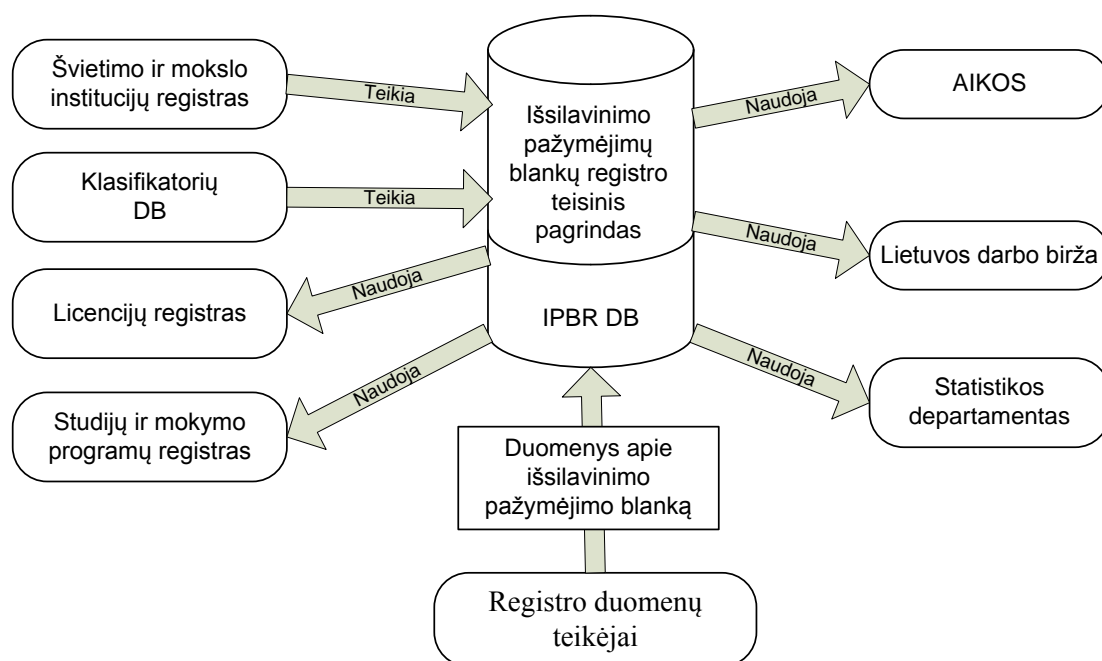 Švietimo ir mokslo
institucijų registras
Teikia
Klasifikatorių
DB
Teikia
Licencijų registras
Naudoja
Studijų ir mokymo
programų registras
Naudoja
Išsilavinimo
pažymėjimų
blankų registro
teisinis
pagrindas
IPBR DB
Naudoja
AIKOS
Naudoja
Lietuvos darbo birža
Naudoja
Statistikos
departamentas
Duomenys apie
išsilavinimo
pažymėjimo blanką
Registro duomenų
teikėjai